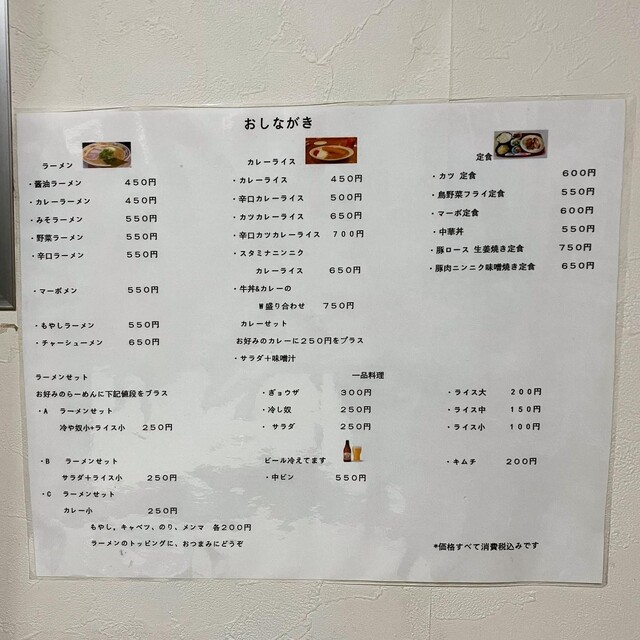 おしながき
ラーメン
・醤油ラーメン 450円
・カレーラーメン 450円
・みそラーメン 550円
・野菜ラーメン 550円
・辛口ラーメン 550円
・マーボメン 550円
・もやしラーメン 550円
・チャーシューメン 650円
カレーライス
・カレーライス 450円
・辛口カレーライス 500円
・カツカレーライス 650円
・辛口カツカレーライス 700円
・スタミナニンニク
カレーライス 650円
・牛丼&カレーの
W盛り合わせ 750円
カレーセット
お好みのカレーに250円をプラス
・サラダ+味噌汁
定食
・カツ 定食 600円
・鳥野菜フライ定食 550円
・マーボ定食 600円
・中華丼 550円
・豚ロース 生姜焼き定食 750円
・豚肉ニンニク味噌焼き定食 650円
ラーメンセット
お好みのらーめんに下記値段をプラス
・A ラーメンセット
冷や奴小+ライス小 250円
・B ラーメンセット
サラダ+ライス小 250円
・C ラーメンセット
カレー小 250円
もやし。キャベツ、のり、メンマ 各200円
ラーメンのトッピングに、おつまみにどうぞ
一品料理
・ぎョウザ 300円
・冷し奴 250円
・サラダ 250円
ビール冷えてます
・中ビン 550円
・ライス大 200円
・ライス中 150円
・ライス小 100円
・キムチ 200円
*価格すべて消費税込みです